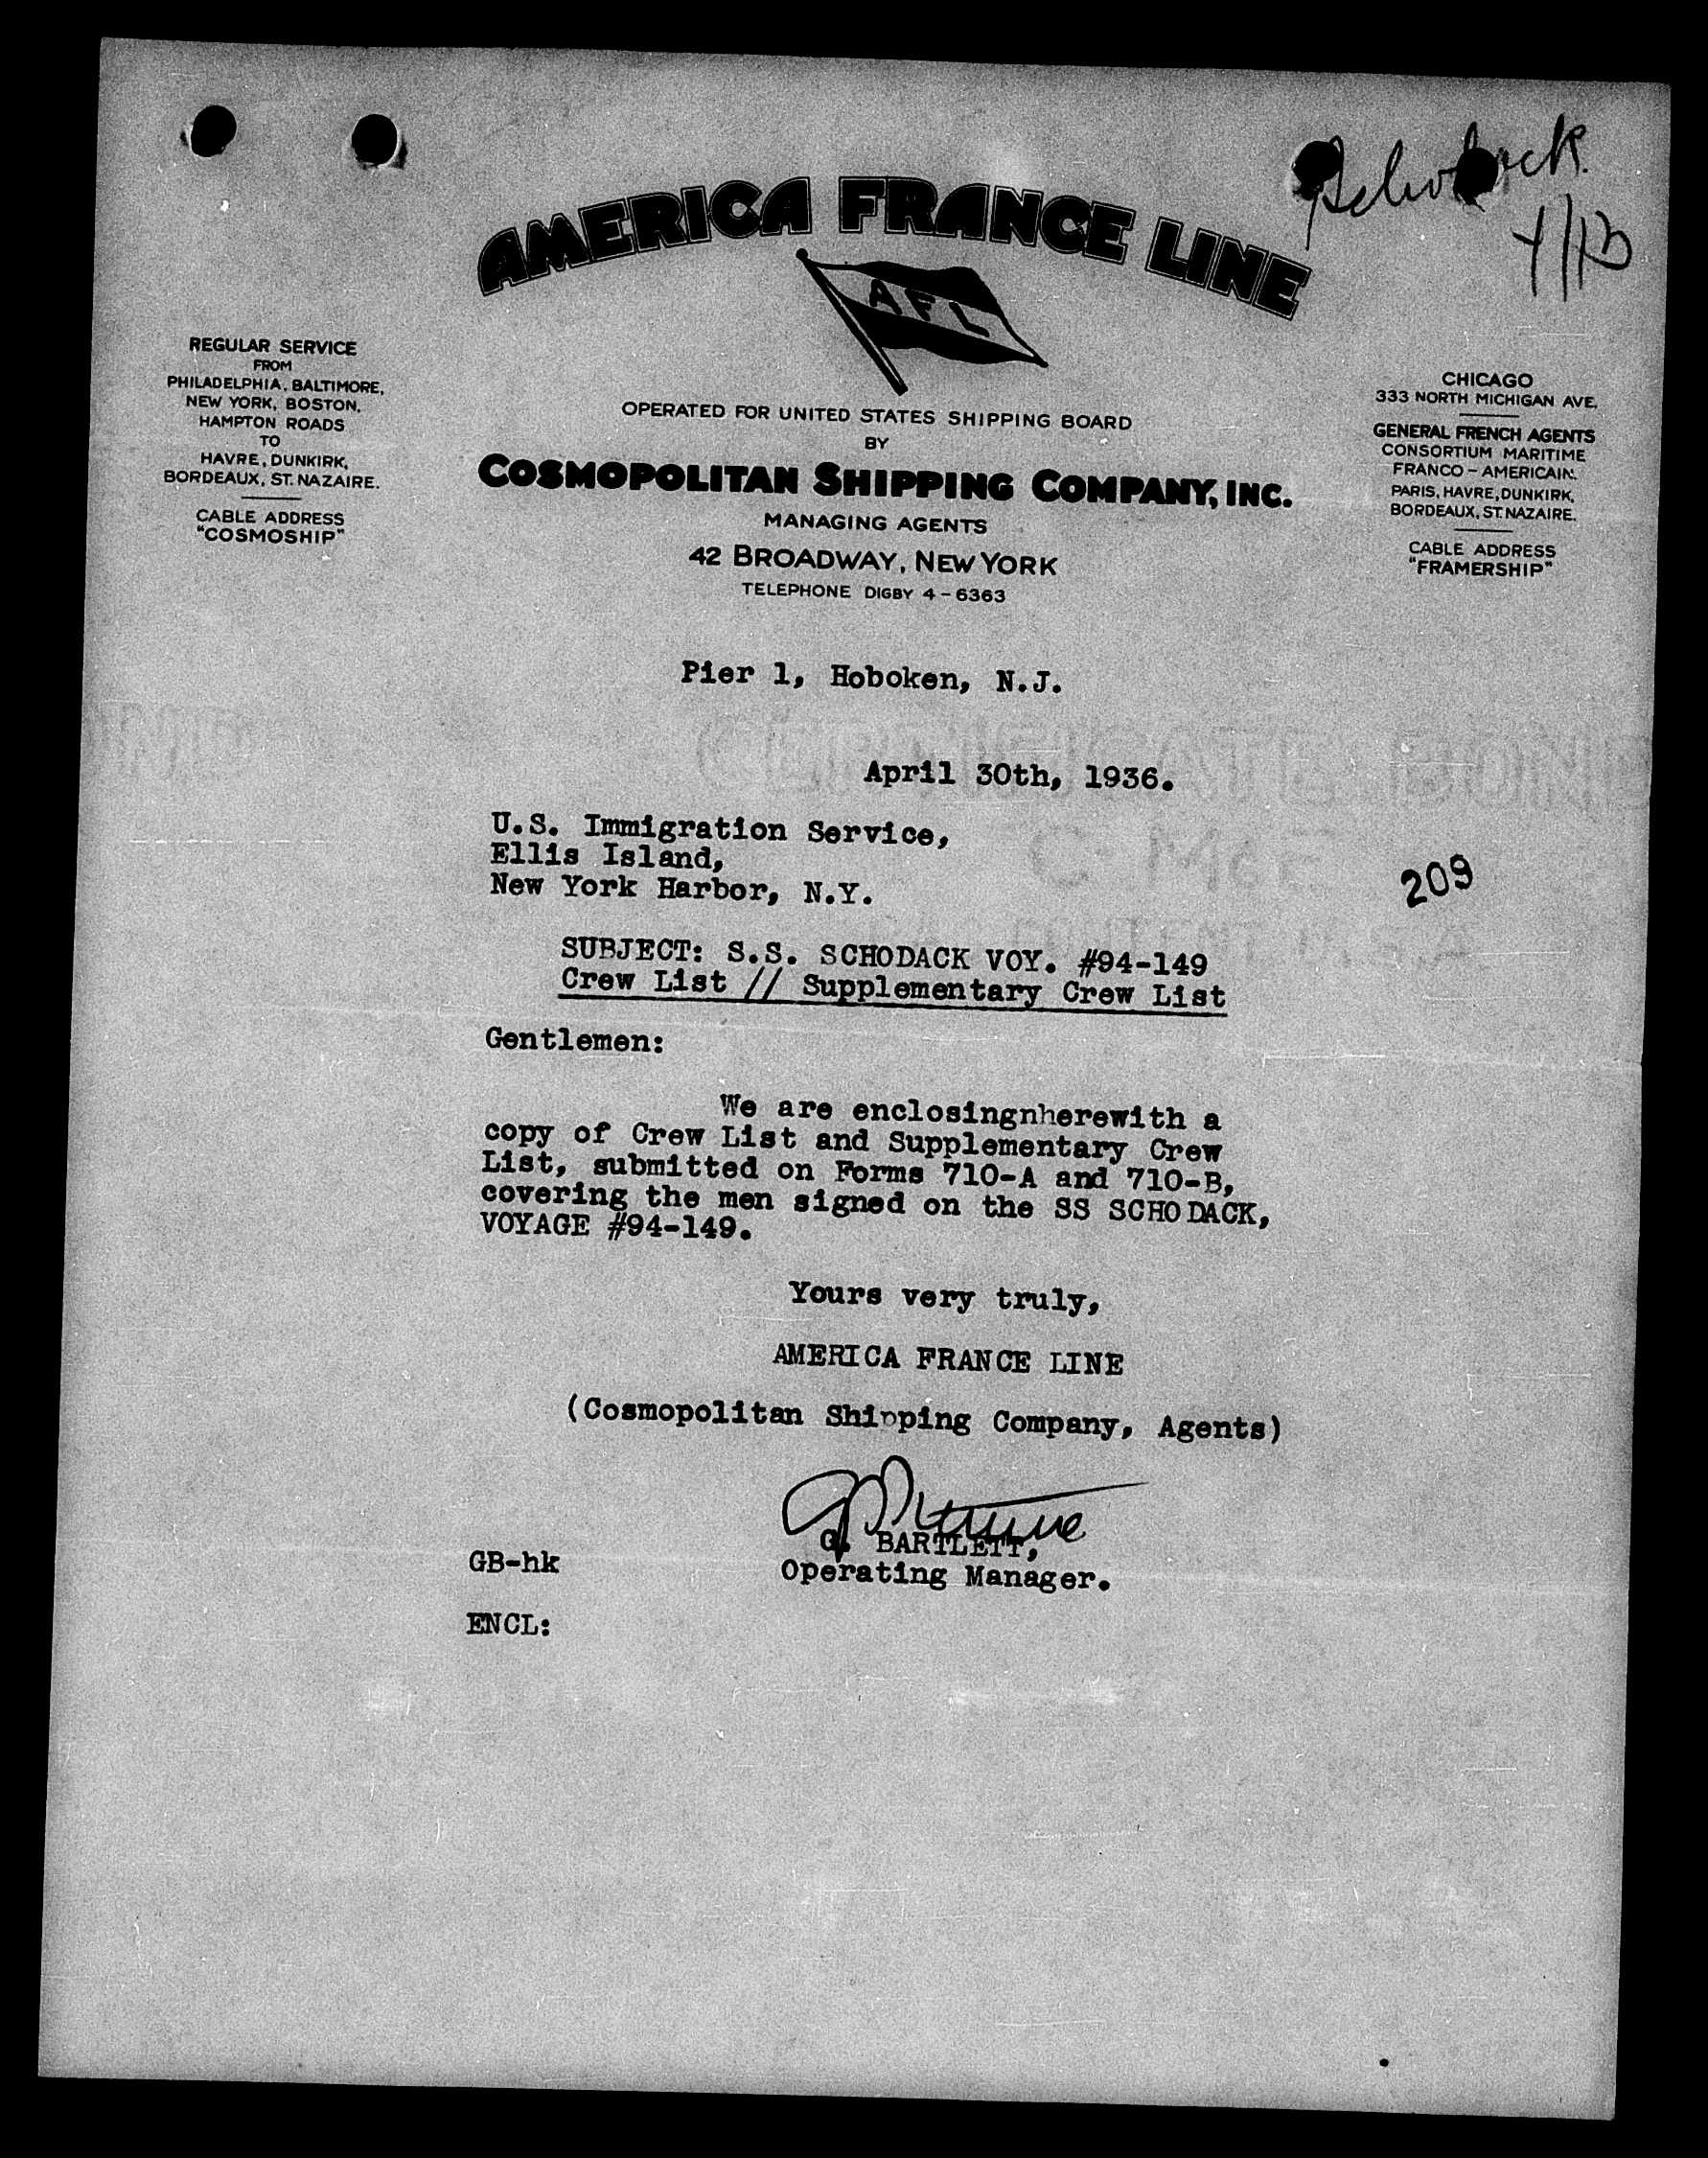 Schodack.
AMERICA FRANCE LINE
AFL
REGULAR SERVICE
FROM
PHILADELPHIA, BALTIMORE,
NEW YORK, BOSTON,
HAMPTON ROADS
TO
HAVRE, DUNKIRK,
BORDEAUX, ST. NAZAIRE.
CABLE ADDRESS
"COSMOSHIP"
OPERATED FOR UNITED STATES SHIPPING BOARD
BY
COSMOPOLITAN SHIPPING COMPANY, INC.
MANAGING AGENTS
42 BROADWAY, NEW YORK
TELEPHONE DIGBY 4-6363
CHICAGO
333 NORTH MICHIGAN AVE.
GENERAL FRENCH AGENTS
CONSORTIUM MARITIME
FRANCO-AMERICAIN.
PARIS, HAVRE, DUNKIRK,
BORDEAUX, ST. NAZAIRE.
CABLE ADDRESS
"FRAMERSHIP"
Pier 1, Hoboken, N.J.
April 30th, 1936.
U.S. Immigration Service,
Ellis Island,
New York Harbor, N.Y.
209
SUBJECT: S.S. SCHODACK VOY. #94-149
Crew List // Supplementary Crew List
Gentlemen:
We are enclosingnherewith a
copy of Crew List and Supplementary Crew
List, submitted on Forms 710-A and 710-B,
covering the men signed on the SS SCHODACK,
VOYAGE #94-149.
Yours very truly,
AMERICA FRANCE LINE
(Cosmopolitan Shipping Company, Agents)
G. BARTLETT,
Operating Manager.
GB-hk
ENCL: